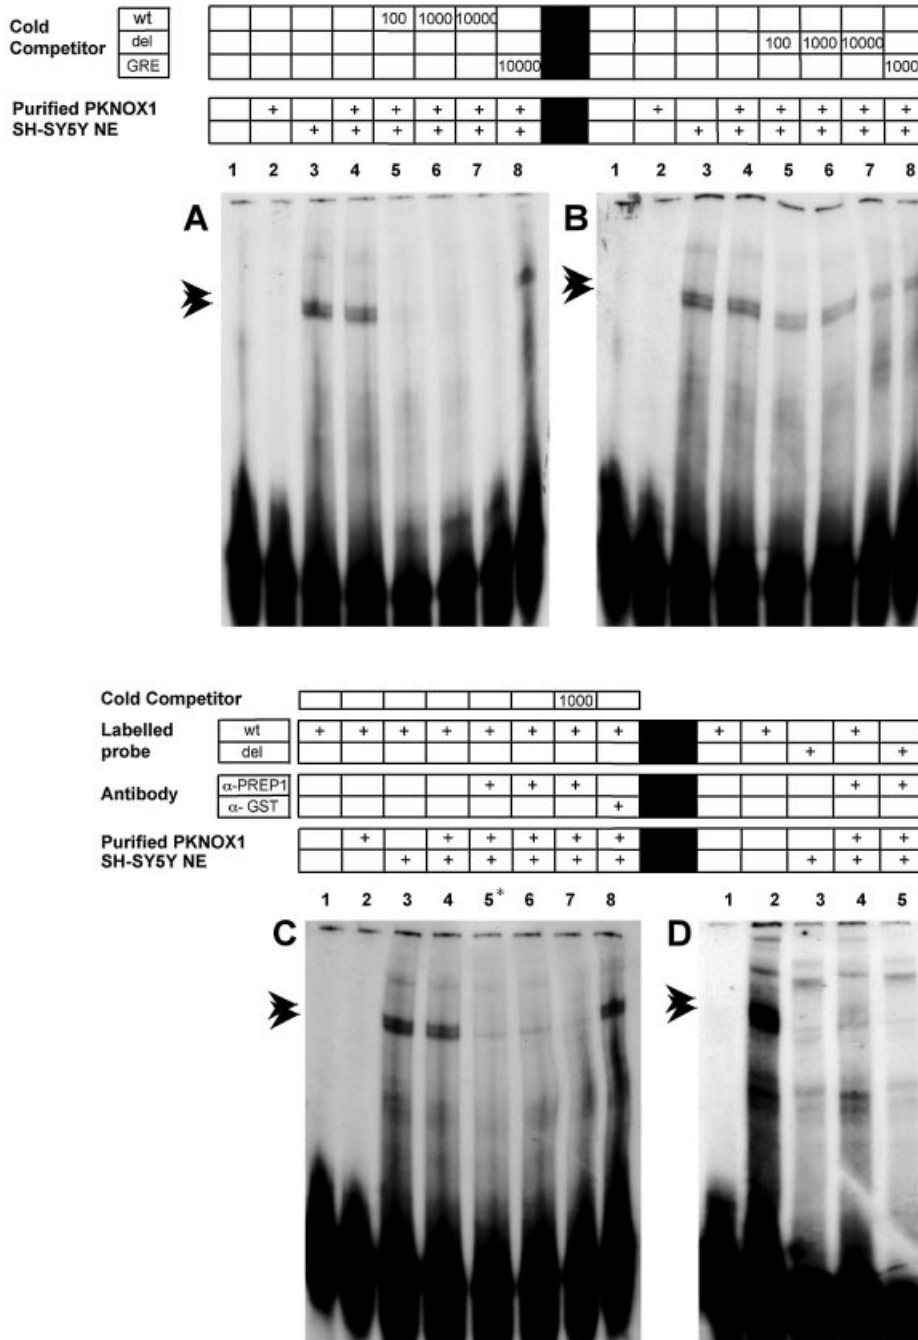 Cold Competitor
wt 100 1000 10000
del 100 1000 10000
GRE 10000 1000
Purified PKNOX1 + + + + + + + + + + + +
SH-SY5Y NE + + + + + + + + + + + +
1 2 3 4 5 6 7 8 1 2 3 4 5 6 7 8
A B
Cold Competitor 1000
Labelled probe
wt + + + + + + + + + + +
del + +
Antibody
α-PREP1 + + + + +
α- GST +
Purified PKNOX1 + + + + + + + +
SH-SY5Y NE + + + + + + + + +
1 2 3 4 5* 6 7 8 1 2 3 4 5
C D